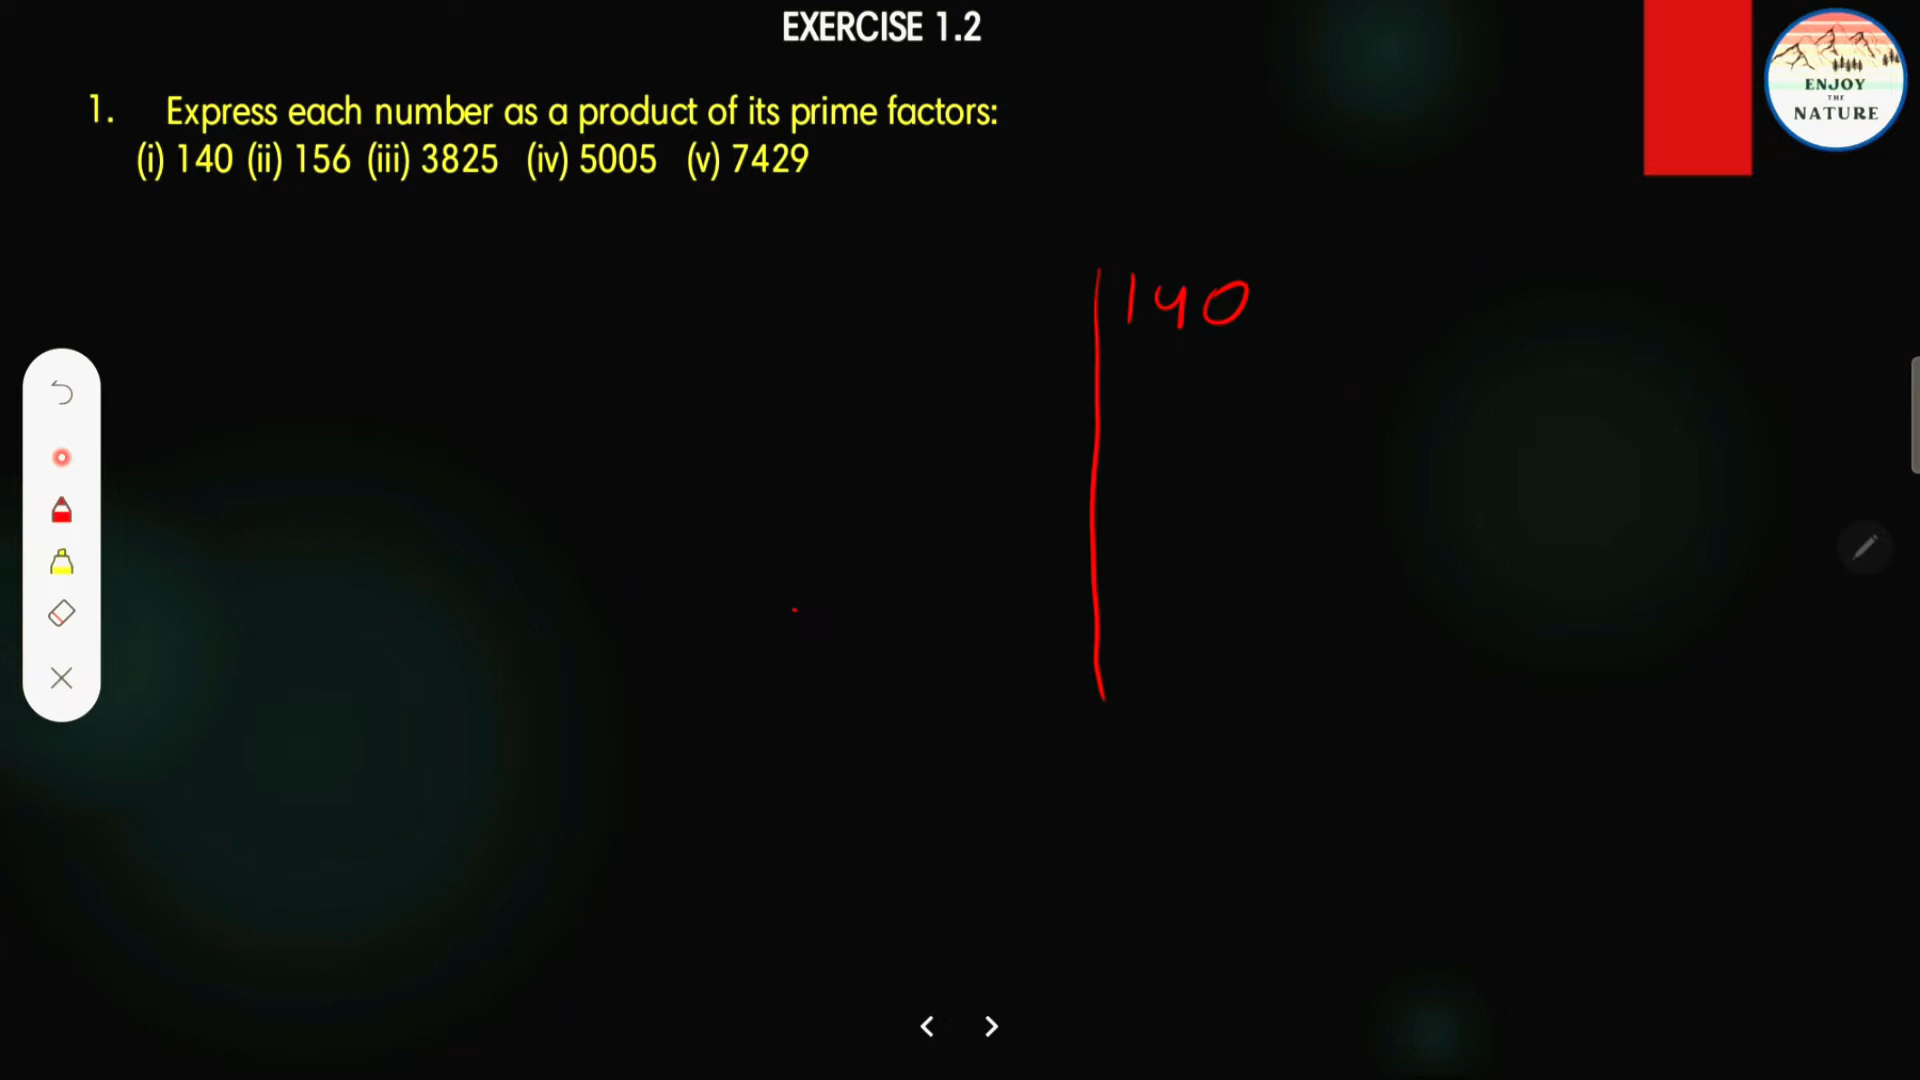 EXERCISE 1.2
1. Express each number as a product of its prime factors:
(i) 140 (ii) 156 (iii) 3825 (iv) 5005 (v) 7429
ENJOY
THE
NATURE
140